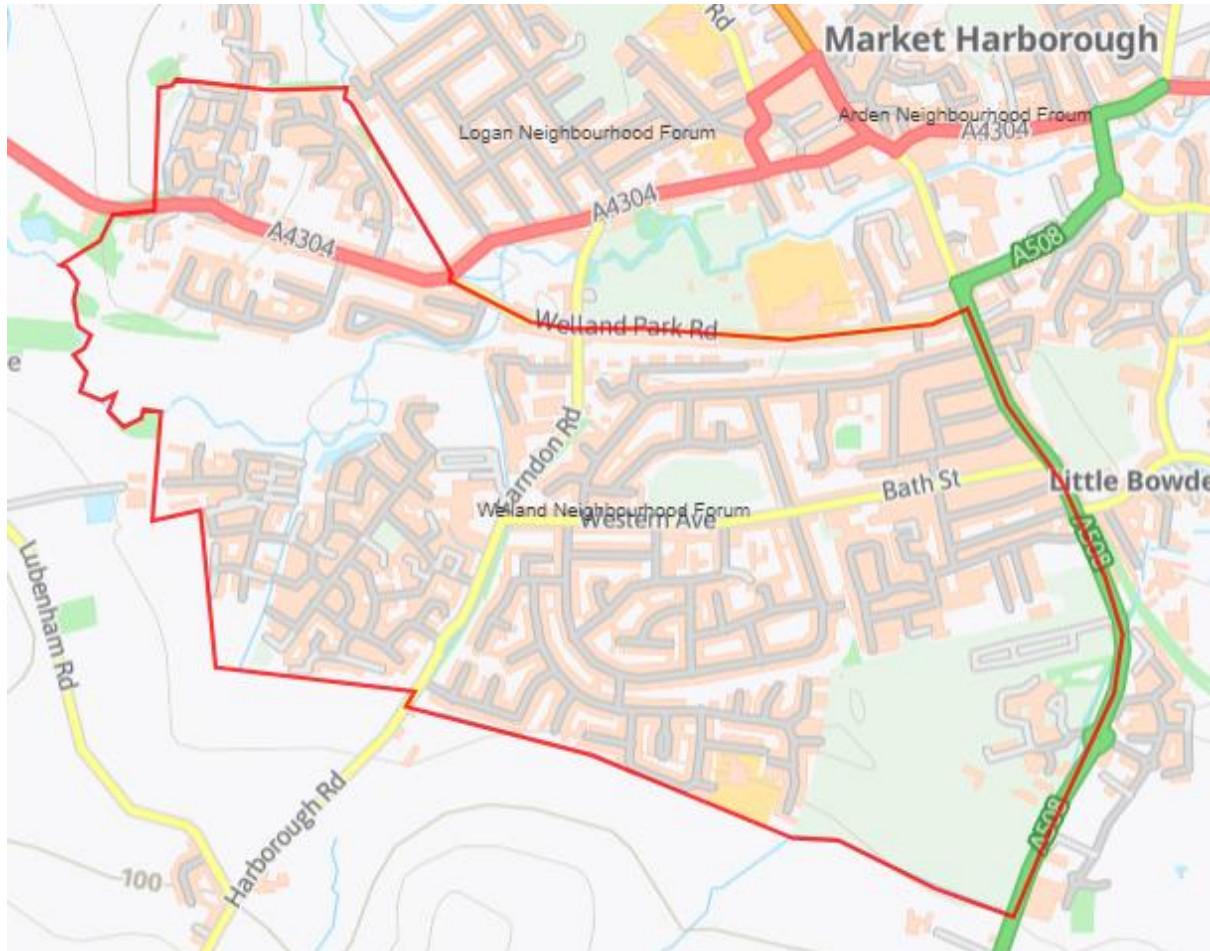 Rd
Market Harborough
Arden Neighbourhood Froum
Logan Neighbourhood Forum
A4304
A4304
A4304
A508
Welland Park Rd
e
Farndon Rd
Bath St
Little Bowde
Welland Neighbourhood Forum
Western Ave
A508
Lubenham Rd
Harborough Rd
A508
100